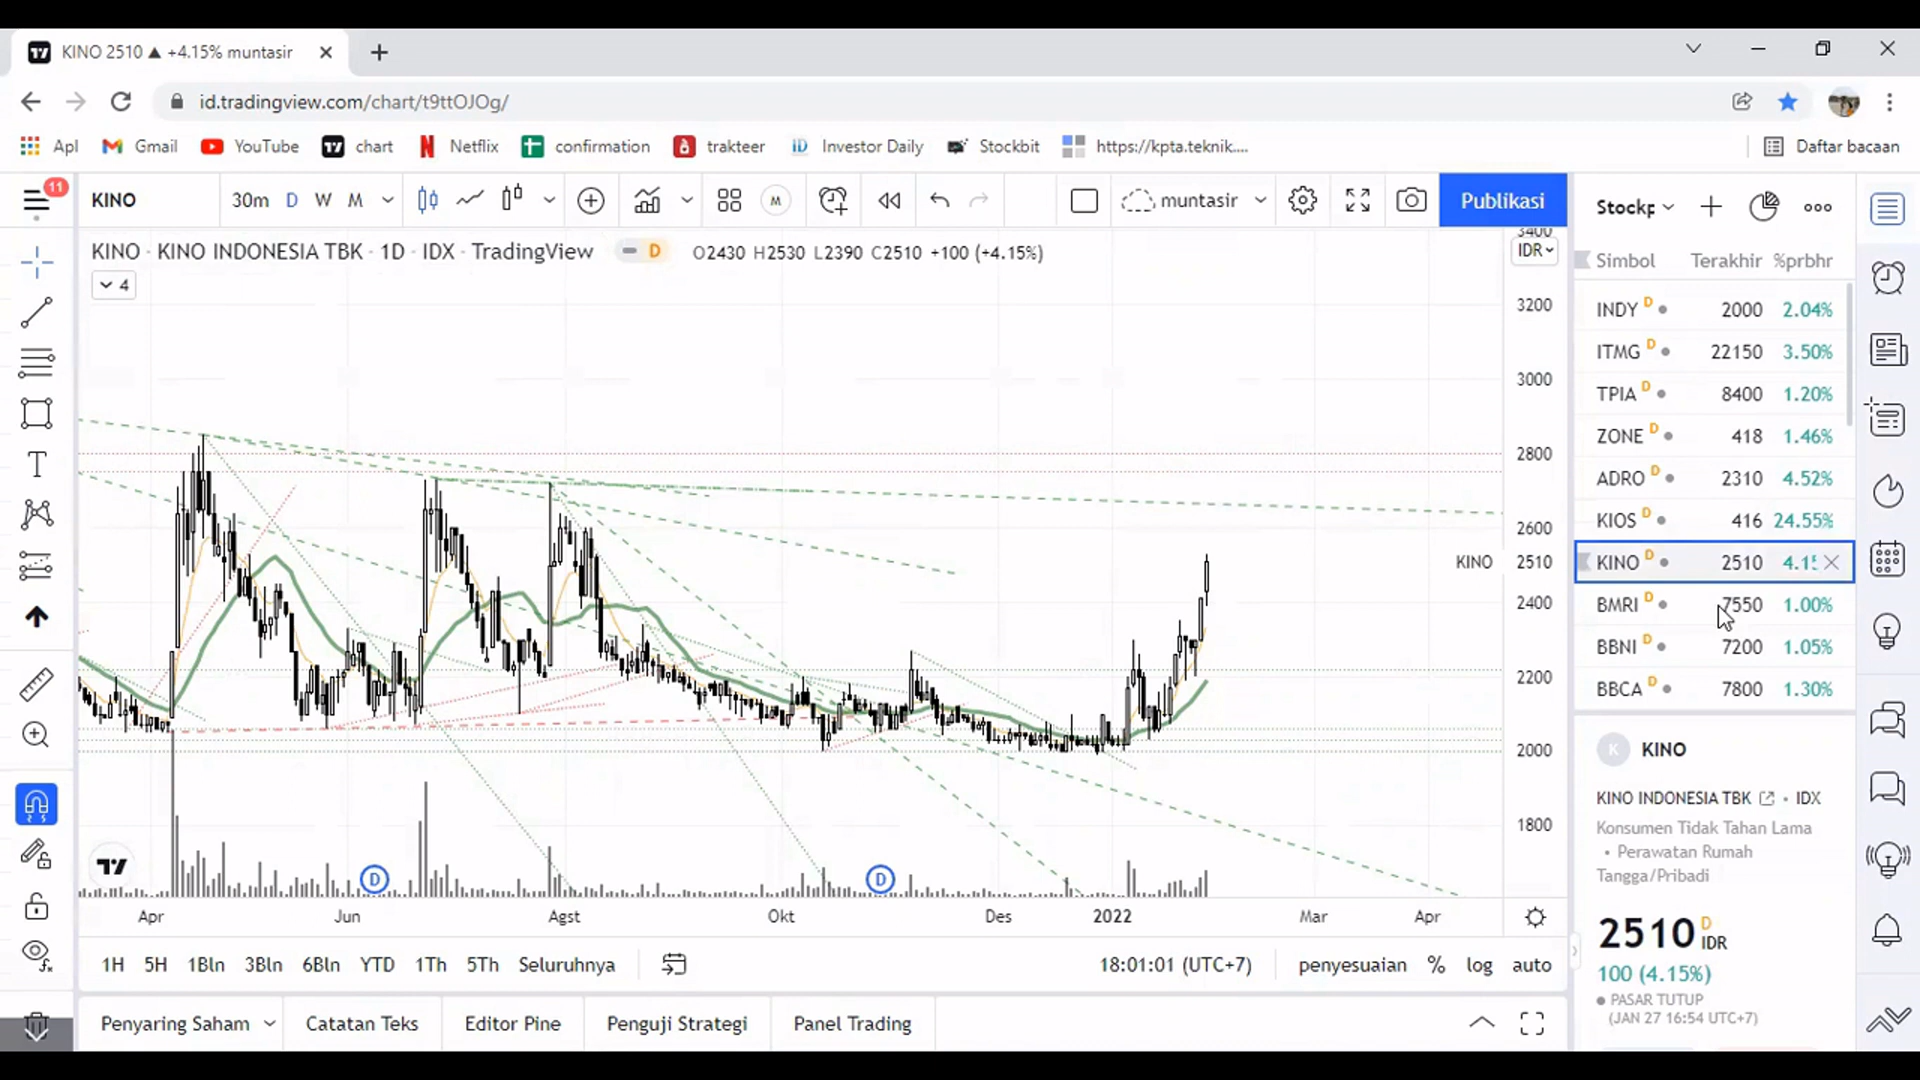 KINO 2510 ▲ +4.15% muntasir
id.tradingview.com/chart/t9ttOJOg/
Apl Gmail YouTube chart Netflix confirmation trakteer Investor Daily Stockbit https://kpta.teknik.... Daftar bacaan
11
KINO 30m D W M M muntasir Publikasi Stockp
KINO · KINO INDONESIA TBK · 1D · IDX · TradingView D O2430 H2530 L2390 C2510 +100 (+4.15%)
4
3400
IDR
3200
3000
2800
2600
KINO 2510
2400
2200
2000
1800
D D
Apr Jun Agst Okt Des 2022 Mar Apr
1H 5H 1Bln 3Bln 6Bln YTD 1Th 5Th Seluruhnya 18:01:01 (UTC+7) penyesuaian % log auto
Penyaring Saham Catatan Teks Editor Pine Penguji Strategi Panel Trading
Simbol Terakhir %prbhr
INDY D 2000 2.04%
ITMG D 22150 3.50%
TPIA D 8400 1.20%
ZONE D 418 1.46%
ADRO D 2310 4.52%
KIOS D 416 24.55%
KINO D 2510 4.15
BMRI D 7550 1.00%
BBNI D 7200 1.05%
BBCA D 7800 1.30%
K KINO
KINO INDONESIA TBK • IDX
Konsumen Tidak Tahan Lama
• Perawatan Rumah
Tangga/Pribadi
2510 D IDR
100 (4.15%)
● PASAR TUTUP
(JAN 27 16:54 UTC+7)